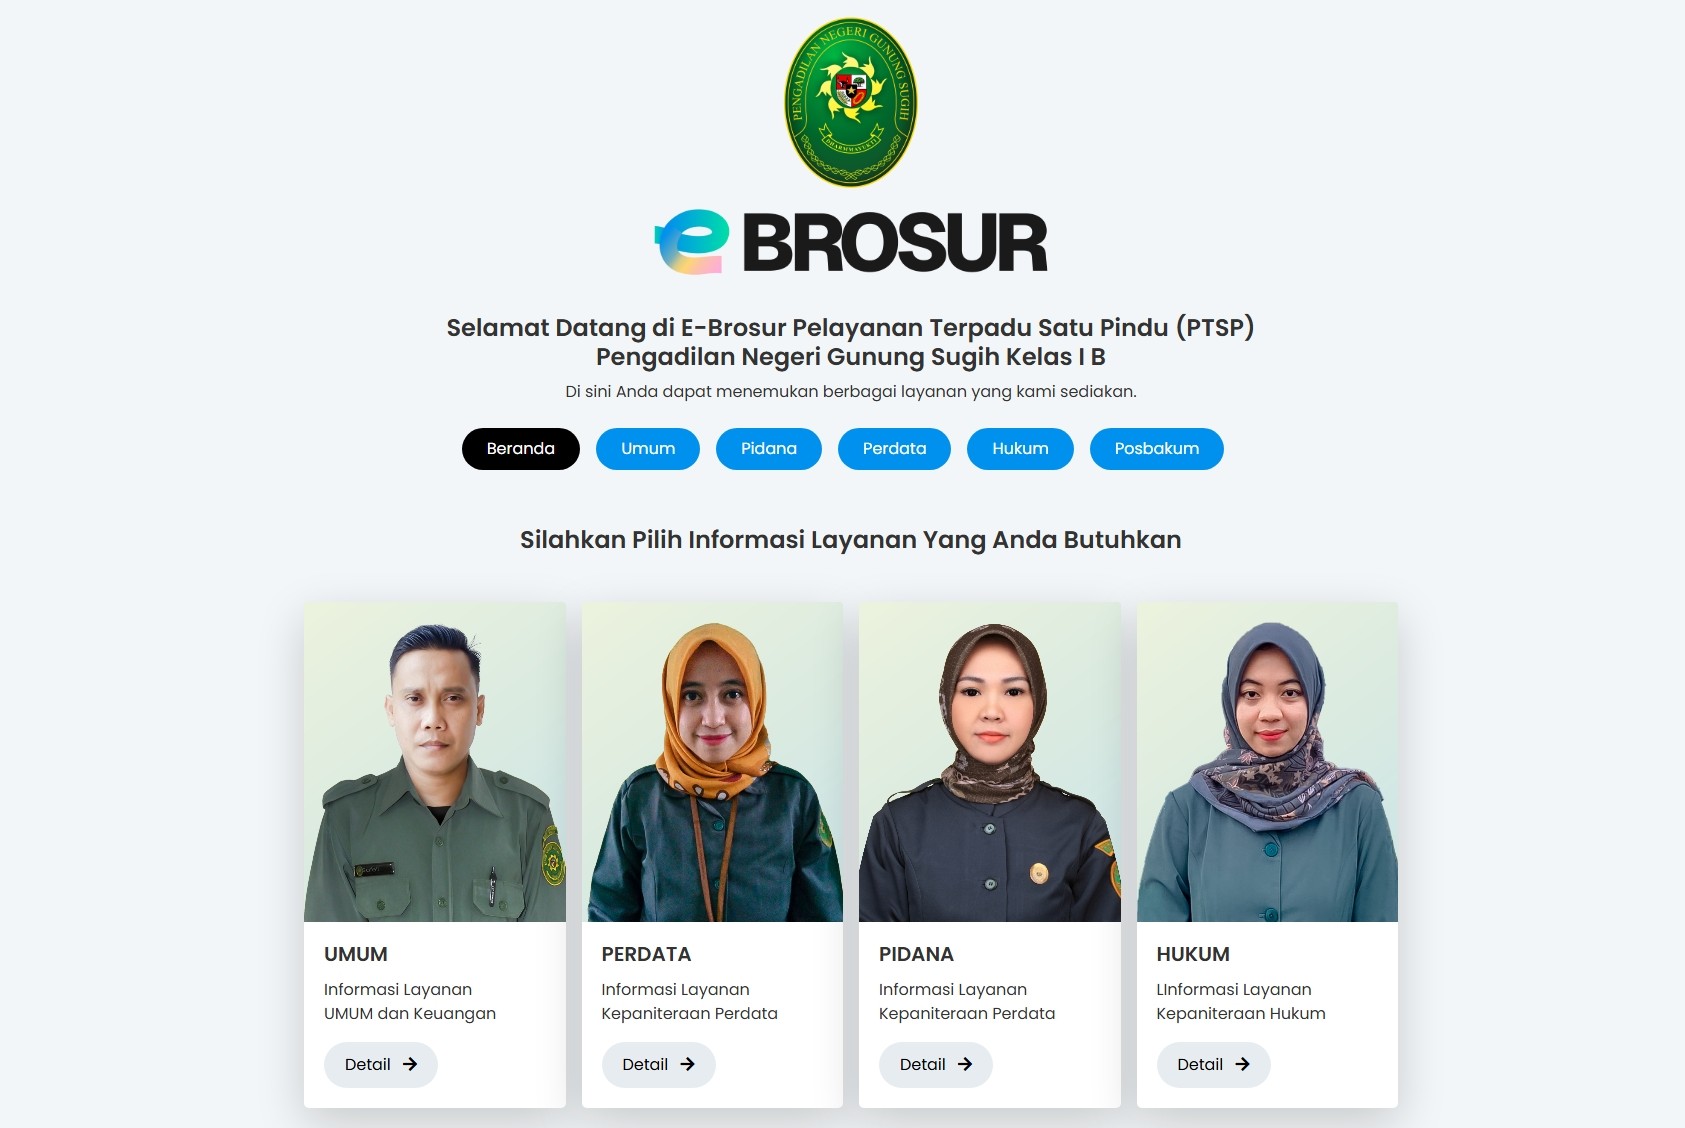 PENGADILAN NEGERI GUNUNG SUGIH
DHARMMAYUKTI
e BROSUR
Selamat Datang di E-Brosur Pelayanan Terpadu Satu Pindu (PTSP)
Pengadilan Negeri Gunung Sugih Kelas I B
Di sini Anda dapat menemukan berbagai layanan yang kami sediakan.
Beranda Umum Pidana Perdata Hukum Posbakum
Silahkan Pilih Informasi Layanan Yang Anda Butuhkan
UMUM
Informasi Layanan
UMUM dan Keuangan
Detail
PERDATA
Informasi Layanan
Kepaniteraan Perdata
Detail
PIDANA
Informasi Layanan
Kepaniteraan Perdata
Detail
HUKUM
LInformasi Layanan
Kepaniteraan Hukum
Detail